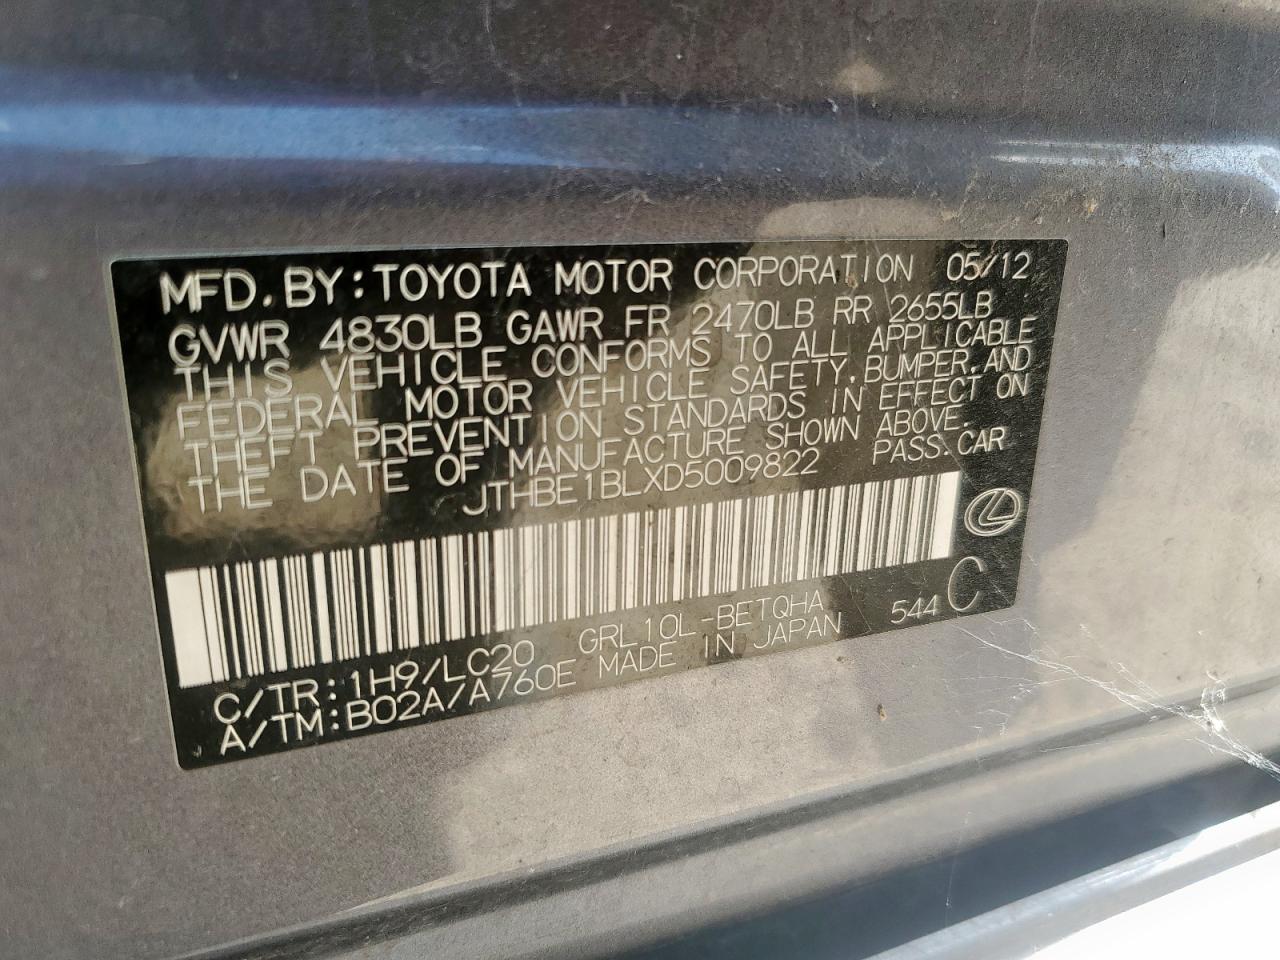 MFD. BY: TOYOTA MOTOR CORPORATION 05/12
GVWR 4830LB GAWR FR 2470LB RR 2655LB
THIS VEHICLE CONFORMS TO ALL APPLICABLE
FEDERAL MOTOR VEHICLE SAFETY, BUMPER, AND
THEFT PREVENTION STANDARDS IN EFFECT ON
THE DATE OF MANUFACTURE SHOWN ABOVE.
JTHBE1BLXD5009822 PASS. CAR
C/TR: 1H9/LC20 GRL10L-BETQHA 544 C
A/TM: B02A/A760E MADE IN JAPAN